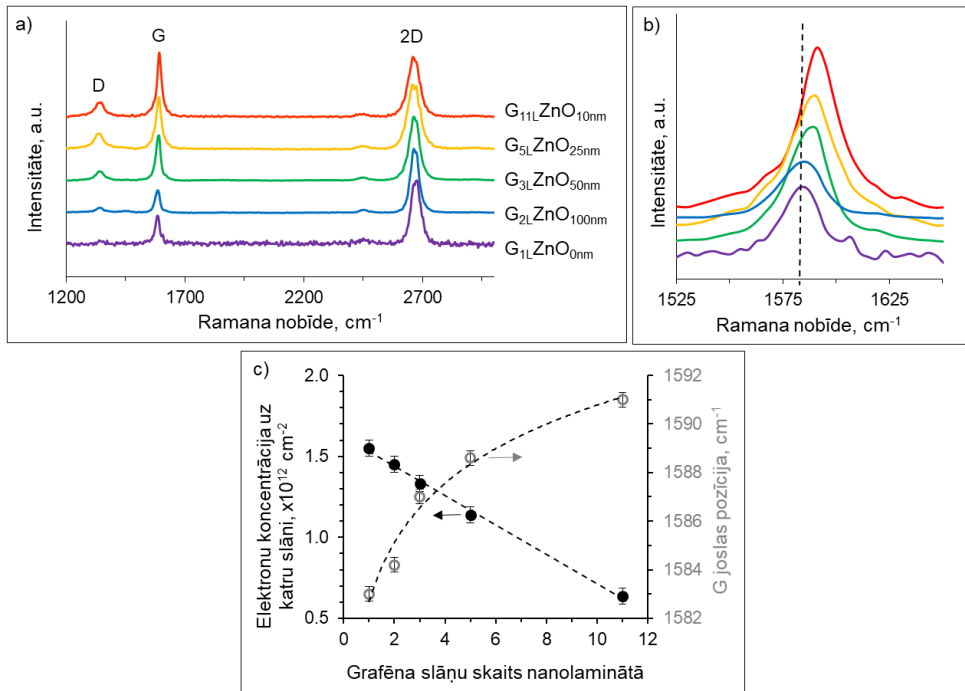 a)
Intensitāte, a.u.
D
G
2D
G11LZnO10nm
G5LZnO25nm
G3LZnO50nm
G2LZnO100nm
G1LZnO0nm
1200
1700
2200
2700
Ramana nobīde, cm-1
b)
Intensitāte, a.u.
1525
1575
1625
Ramana nobīde, cm-1
c)
Elektronu koncentrācija uz
katru slāni, x10^12 cm-2
2.0
1.5
1.0
0.5
0
2
4
6
8
10
12
Grafēna slāņu skaits nanolaminātā
1592
1590
1588
1586
1584
1582
G joslas pozīcija, cm-1